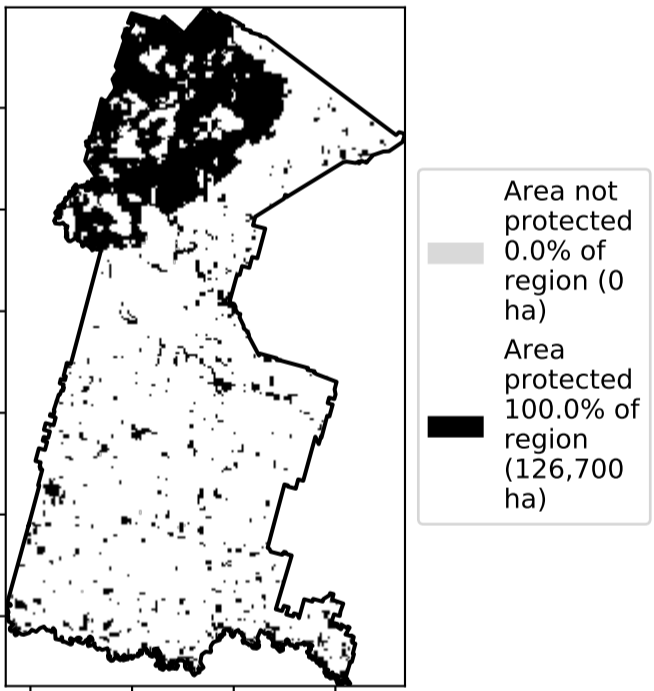 Area not
protected
0.0% of
region (0
ha)
Area
protected
100.0% of
region
(126,700
ha)